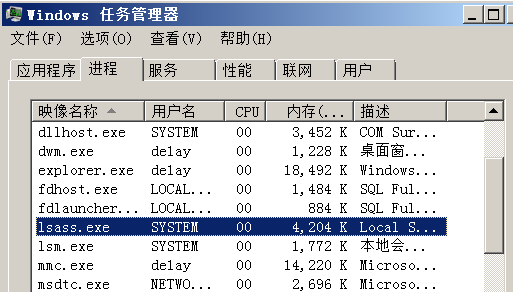 Windows 任务管理器
文件(F) 选项(O) 查看(V) 帮助(H)
应用程序 进程 服务 性能 联网 用户
映像名称 用户名 CPU 内存(... 描述
dllhost.exe SYSTEM 00 3,452 K COM Sur...
dwm.exe delay 00 1,228 K 桌面窗...
explorer.exe delay 00 18,492 K Windows...
fdhost.exe LOCAL... 00 1,484 K SQL Ful...
fdlauncher... LOCAL... 00 884 K SQL Ful...
lsass.exe SYSTEM 00 4,204 K Local S...
lsm.exe SYSTEM 00 1,772 K 本地会...
mmc.exe delay 00 14,220 K Microso...
msdtc.exe NETWO... 00 2,696 K Microso...